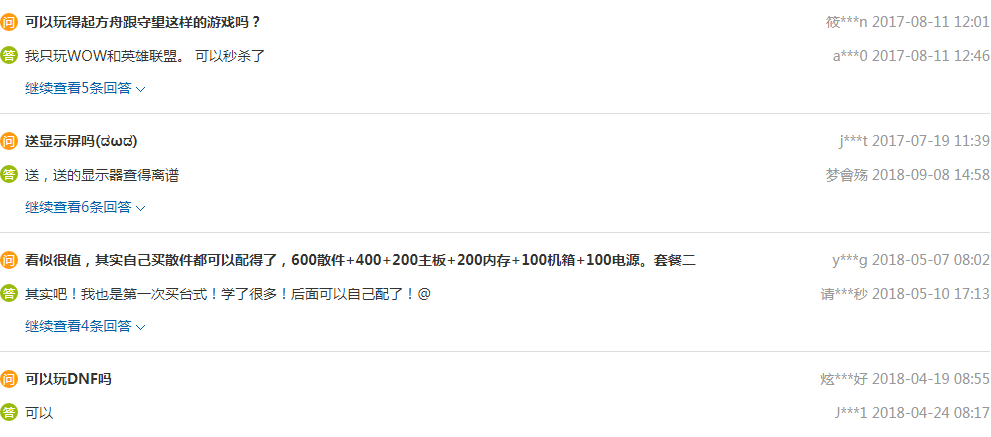 问 可以玩得起方舟跟守望这样的游戏吗？ 筱***n 2017-08-11 12:01
答 我只玩WOW和英雄联盟。 可以秒杀了 a***0 2017-08-11 12:46
继续查看5条回答
问 送显示屏吗(ಠωಠ) j***t 2017-07-19 11:39
答 送，送的显示器查得离谱 梦會殇 2018-09-08 14:58
继续查看6条回答
问 看似很值，其实自己买散件都可以配得了，600散件+400+200主板+200内存+100机箱+100电源。套餐二 y***g 2018-05-07 08:02
答 其实吧！我也是第一次买台式！学了很多！后面可以自己配了！@ 请***秒 2018-05-10 17:13
继续查看4条回答
问 可以玩DNF吗 炫***好 2018-04-19 08:55
答 可以 J***1 2018-04-24 08:17